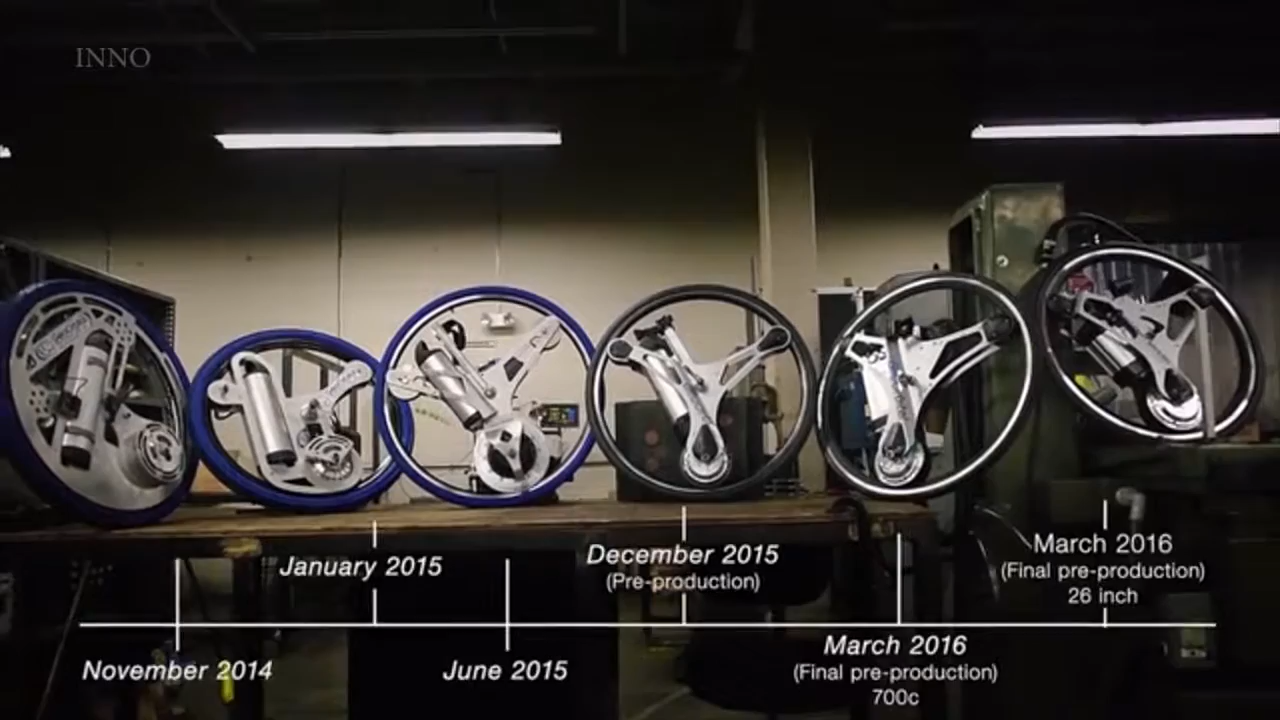 INNO
January 2015
December 2015
(Pre-production)
March 2016
(Final pre-production)
26 inch
November 2014
June 2015
March 2016
(Final pre-production)
700c